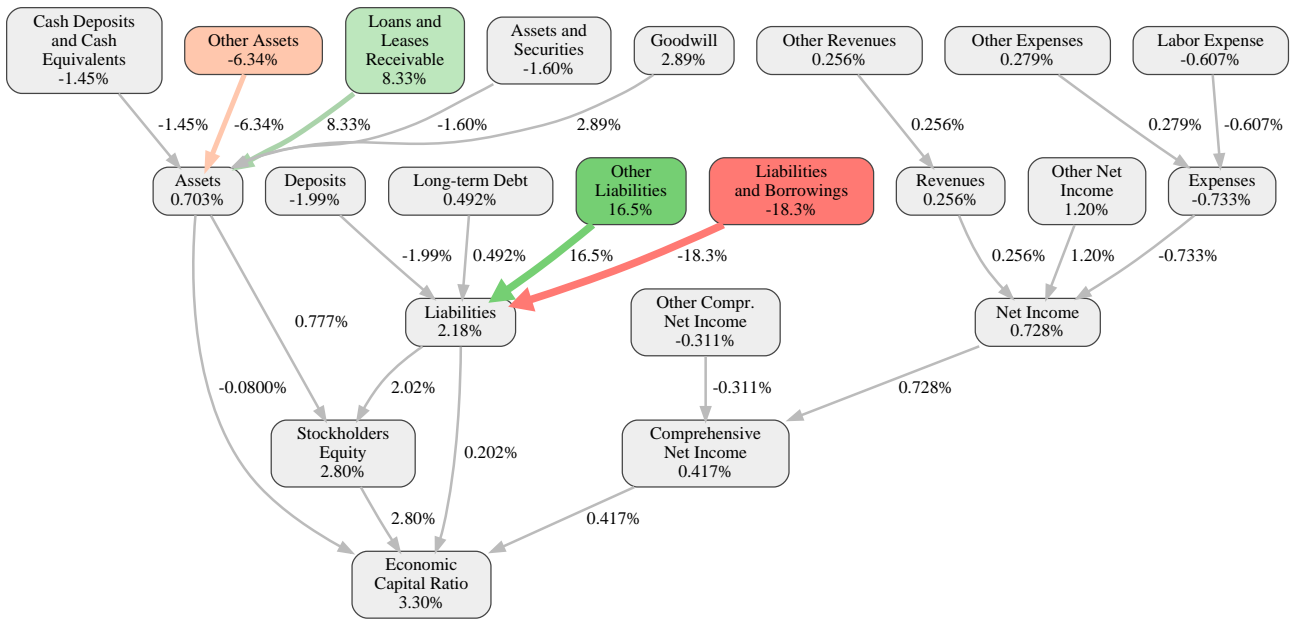 Cash Deposits
and Cash
Equivalents
-1.45%
Other Assets
-6.34%
Loans and
Leases
Receivable
8.33%
Assets and
Securities
-1.60%
Goodwill
2.89%
Other Revenues
0.256%
Other Expenses
0.279%
Labor Expense
-0.607%
-1.45%
-6.34%
8.33%
-1.60%
2.89%
0.256%
0.279%
-0.607%
Assets
0.703%
Deposits
-1.99%
Long-term Debt
0.492%
Other
Liabilities
16.5%
Liabilities
and Borrowings
-18.3%
Revenues
0.256%
Other Net
Income
1.20%
Expenses
-0.733%
-1.99%
0.492%
16.5%
-18.3%
0.256%
1.20%
-0.733%
0.777%
Liabilities
2.18%
Other Compr.
Net Income
-0.311%
Net Income
0.728%
-0.0800%
2.02%
-0.311%
0.728%
Stockholders
Equity
2.80%
0.202%
Comprehensive
Net Income
0.417%
2.80%
0.417%
Economic
Capital Ratio
3.30%